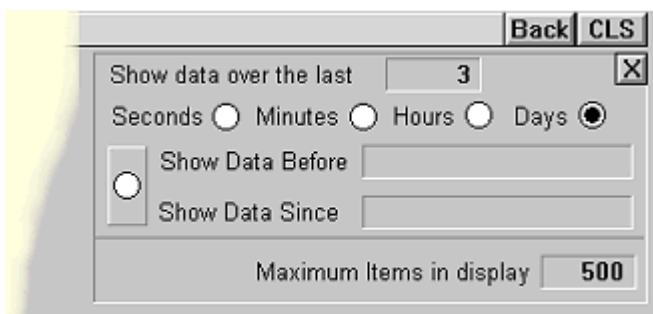 Back CLS
Show data over the last 3 X
Seconds Minutes Hours Days
Show Data Before
Show Data Since
Maximum Items in display 500